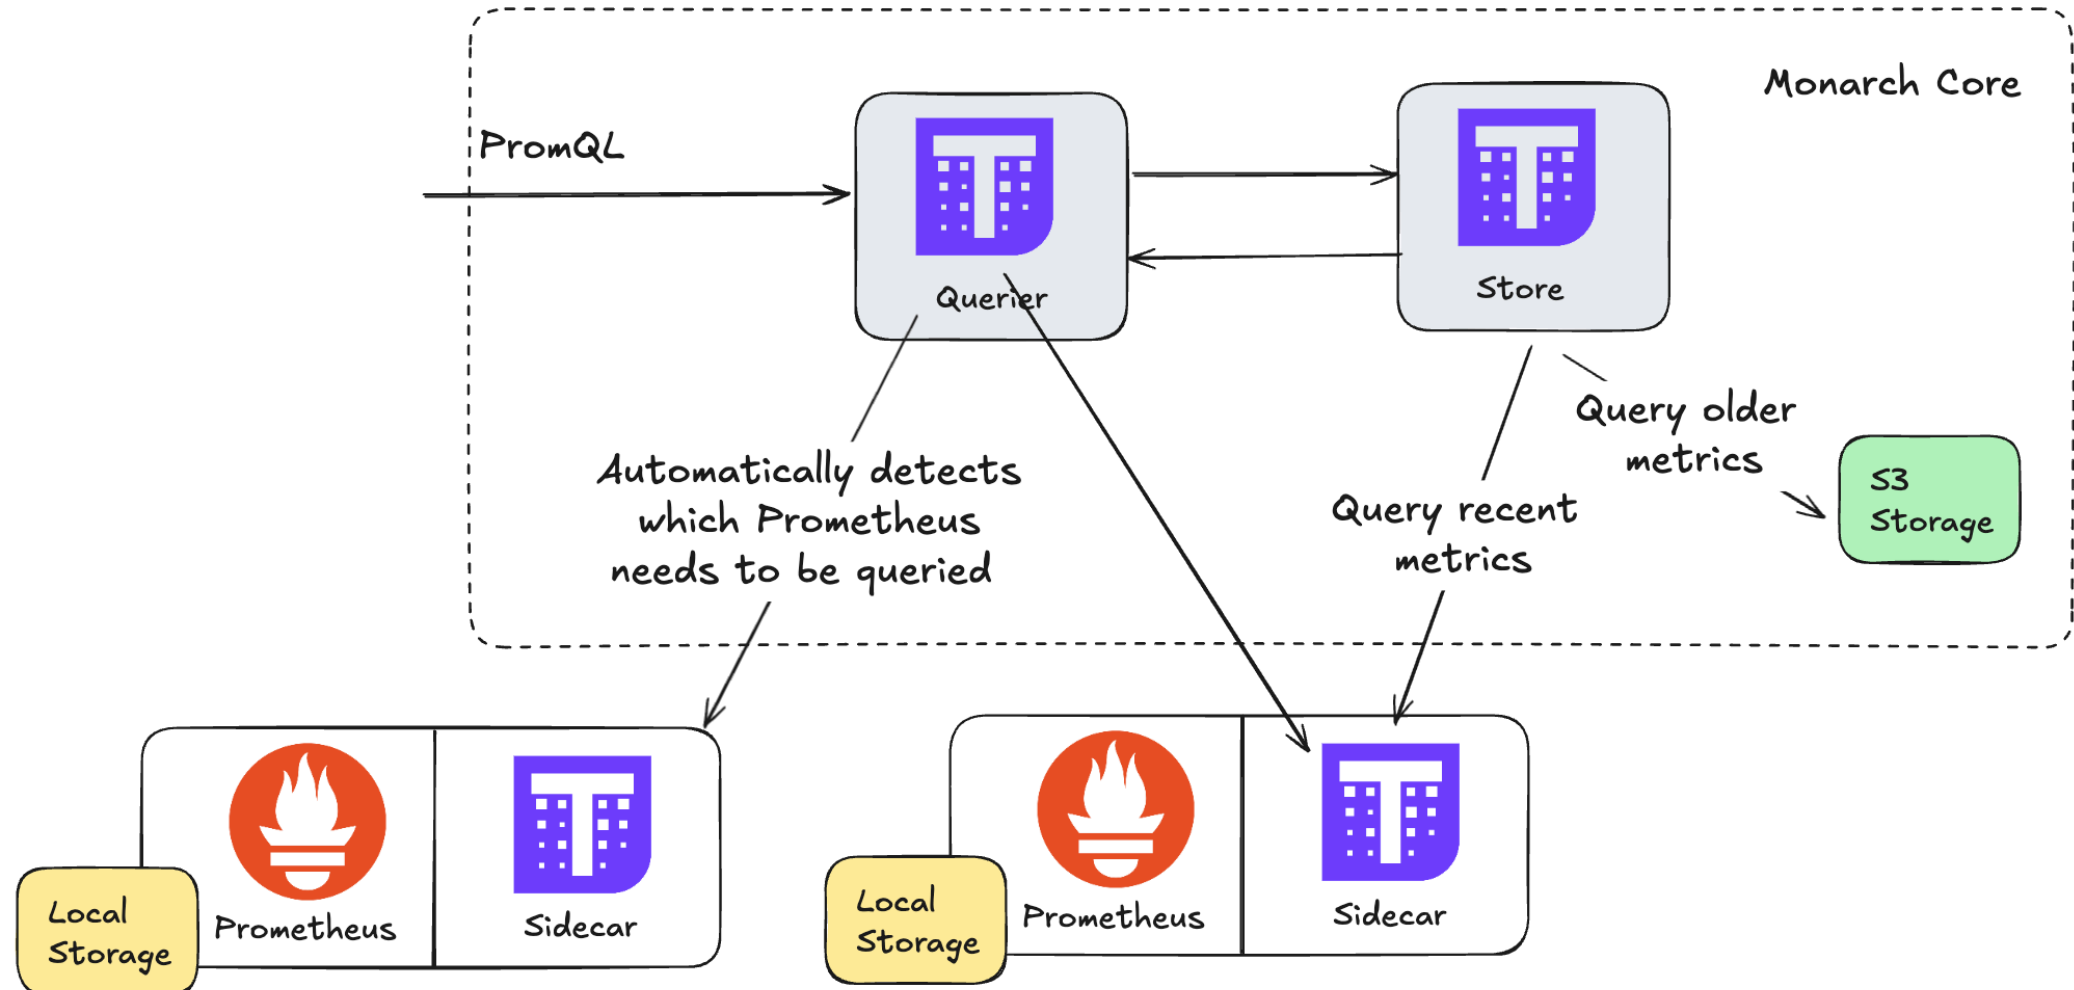 Monarch Core
PromQL
Querier
Store
Query older
metrics
Automatically detects
which Prometheus
needs to be queried
Query recent
metrics
S3
Storage
Local
Storage
Prometheus
Sidecar
Local
Storage
Prometheus
Sidecar